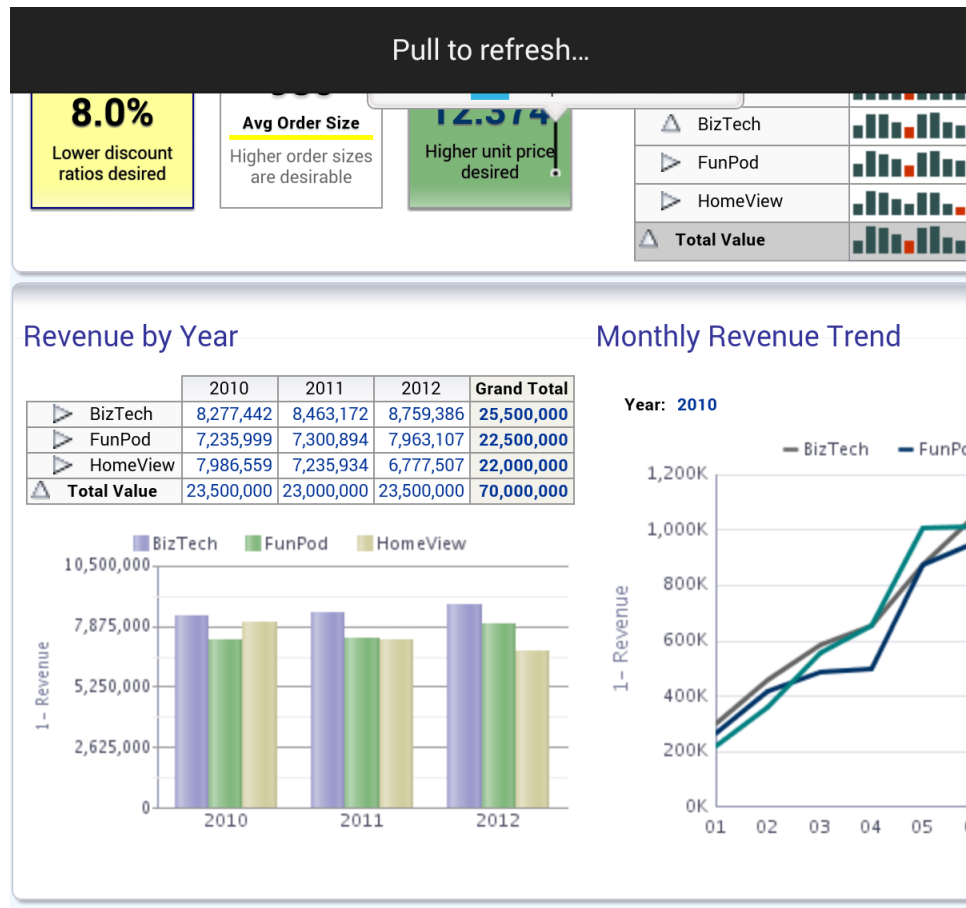 Pull to refresh...
8.0%
Lower discount
ratios desired
Avg Order Size
Higher order sizes
are desirable
12.374
Higher unit price
desired
BizTech
FunPod
HomeView
Total Value
Revenue by Year
2010 2011 2012 Grand Total
BizTech 8,277,442 8,463,172 8,759,386 25,500,000
FunPod 7,235,999 7,300,894 7,963,107 22,500,000
HomeView 7,986,559 7,235,934 6,777,507 22,000,000
Total Value 23,500,000 23,000,000 23,500,000 70,000,000
BizTech FunPod HomeView
10,500,000
7,875,000
5,250,000
2,625,000
0
1- Revenue
2010 2011 2012
Monthly Revenue Trend
Year: 2010
BizTech
1,200K
1,000K
800K
600K
400K
200K
0K
1- Revenue
01 02 03 04 05